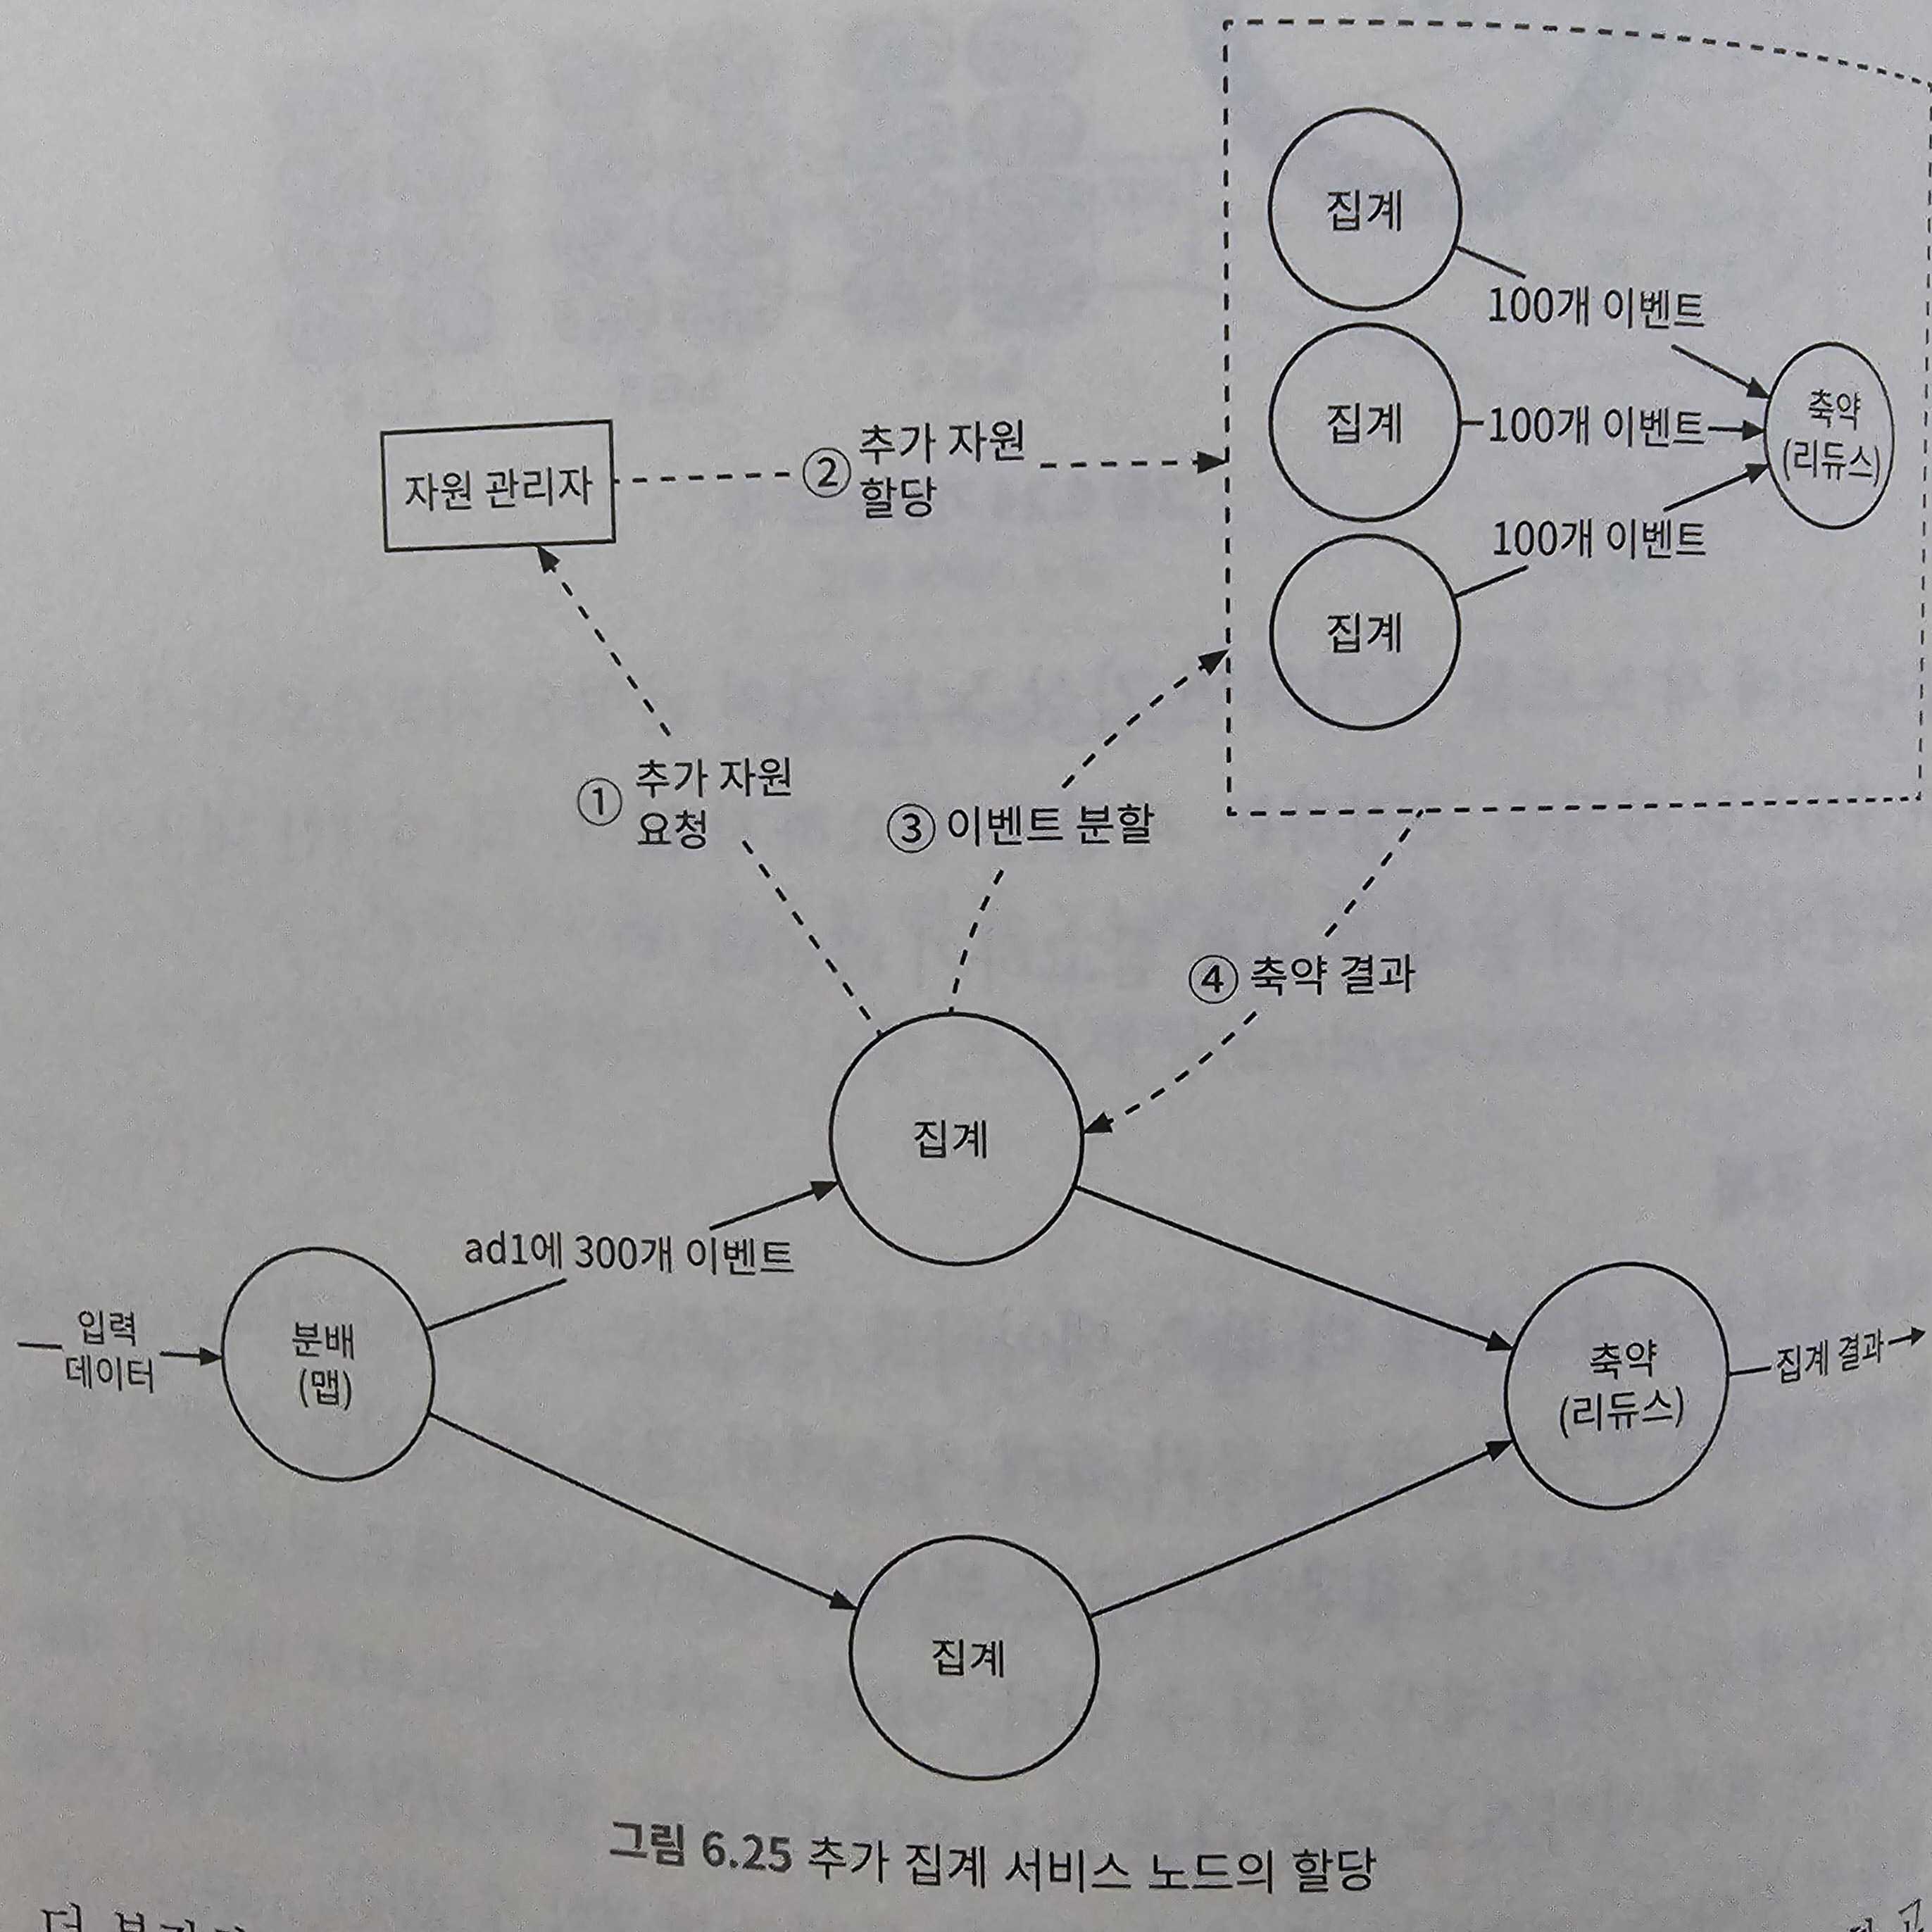 집계
100개 이벤트
집계
100개 이벤트
축약
(리듀스)
100개 이벤트
집계
자원 관리자
② 추가 자원
할당
① 추가 자원
요청
③ 이벤트 분할
④ 축약 결과
집계
ad1에 300개 이벤트
입력
데이터
분배
(맵)
축약
(리듀스)
집계 결과
집계
그림 6.25 추가 집계 서비스 노드의 할당